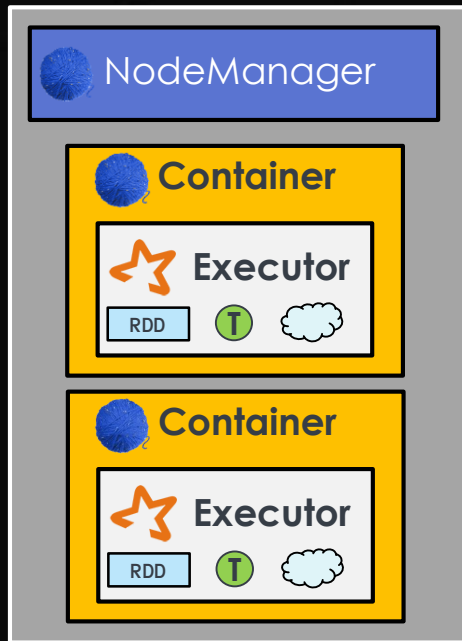 NodeManager
Container
Executor
RDD
T
Container
Executor
RDD
T